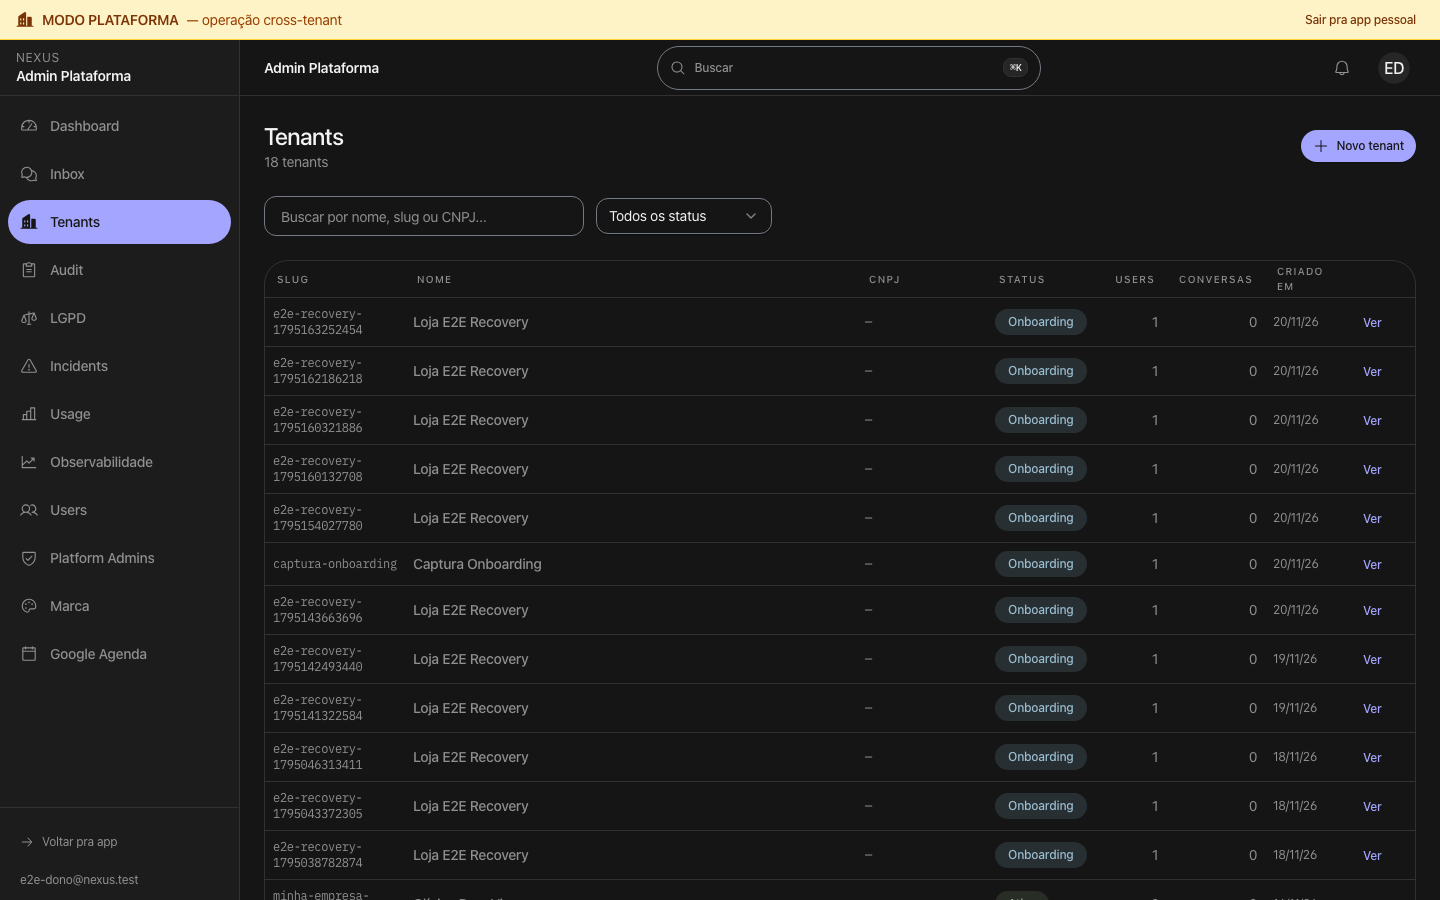 MODO PLATAFORMA — operação cross-tenant
Sair pra app pessoal
NEXUS
Admin Plataforma
Admin Plataforma
Buscar
⌘K
ED
Dashboard
Inbox
Tenants
Audit
LGPD
Incidents
Usage
Observabilidade
Users
Platform Admins
Marca
Google Agenda
Voltar pra app
e2e-dono@nexus.test
Tenants
18 tenants
Novo tenant
Buscar por nome, slug ou CNPJ...
Todos os status
SLUG NOME CNPJ STATUS USERS CONVERSAS CRIADO EM
e2e-recovery-
1795163252454 Loja E2E Recovery — Onboarding 1 0 20/11/26 Ver
e2e-recovery-
1795162186218 Loja E2E Recovery — Onboarding 1 0 20/11/26 Ver
e2e-recovery-
1795160321886 Loja E2E Recovery — Onboarding 1 0 20/11/26 Ver
e2e-recovery-
1795160132708 Loja E2E Recovery — Onboarding 1 0 20/11/26 Ver
e2e-recovery-
1795154027780 Loja E2E Recovery — Onboarding 1 0 20/11/26 Ver
captura-onboarding Captura Onboarding — Onboarding 1 0 20/11/26 Ver
e2e-recovery-
1795143663696 Loja E2E Recovery — Onboarding 1 0 20/11/26 Ver
e2e-recovery-
1795142493440 Loja E2E Recovery — Onboarding 1 0 19/11/26 Ver
e2e-recovery-
1795141322584 Loja E2E Recovery — Onboarding 1 0 19/11/26 Ver
e2e-recovery-
1795046313411 Loja E2E Recovery — Onboarding 1 0 18/11/26 Ver
e2e-recovery-
1795043372305 Loja E2E Recovery — Onboarding 1 0 18/11/26 Ver
e2e-recovery-
1795038782874 Loja E2E Recovery — Onboarding 1 0 18/11/26 Ver
minha-empresa-